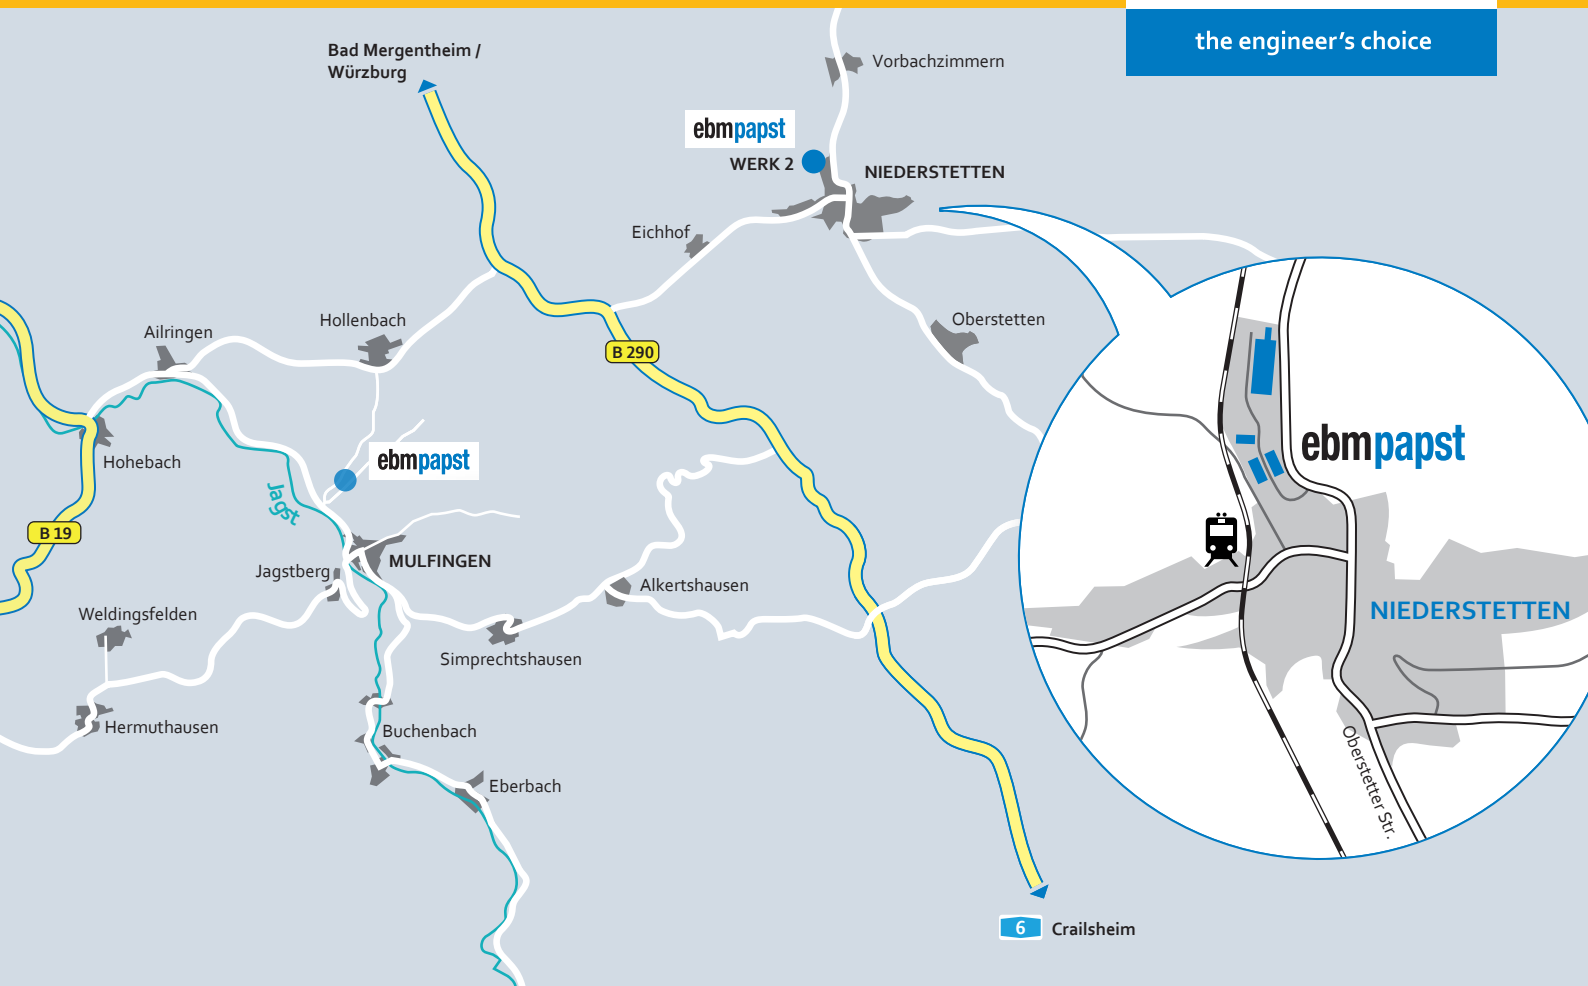 the engineer's choice
Bad Mergentheim /
Würzburg
Vorbachzimmern
ebmpapst
WERK 2
NIEDERSTETTEN
Eichhof
Hollenbach
Ailringen
Oberstetten
B 290
ebmpapst
Hohebach
ebmpapst
Jagst
B 19
MULFINGEN
Jagstberg
Alkertshausen
Weldingsfelden
NIEDERSTETTEN
Simprechtshausen
Hermuthausen
Buchenbach
Oberstetter Str.
Eberbach
6
Crailsheim